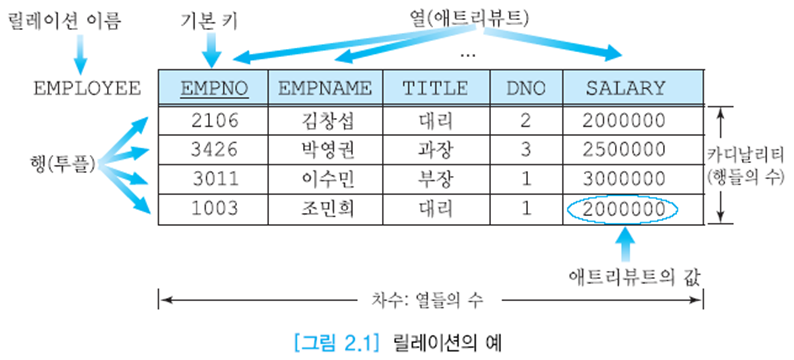 릴레이션 이름
기본 키
열(애트리뷰트)
...
EMPLOYEE
EMPNO EMPNAME TITLE DNO SALARY
2106 김창섭 대리 2 2000000
3426 박영권 과장 3 2500000
3011 이수민 부장 1 3000000
1003 조민희 대리 1 2000000
행(투플)
카디날리티
(행들의 수)
애트리뷰트의 값
차수: 열들의 수
[그림 2.1] 릴레이션의 예